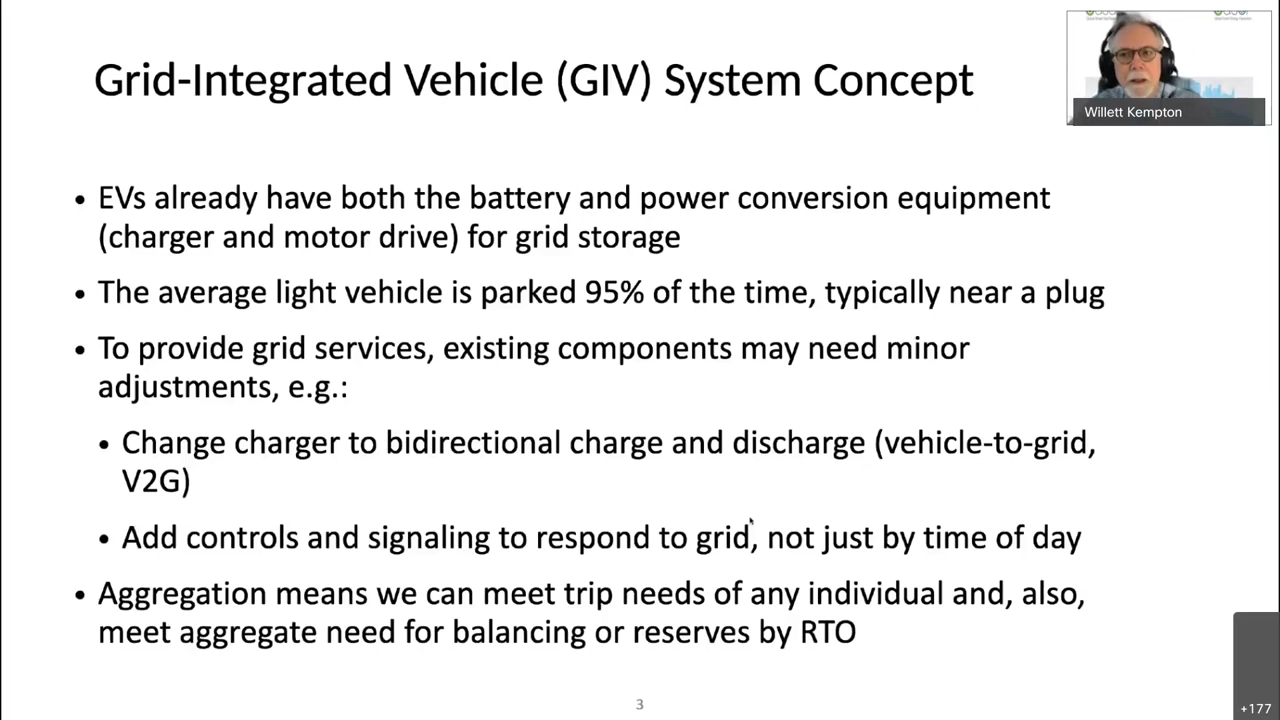 Grid-Integrated Vehicle (GIV) System Concept
Willett Kempton
• EVs already have both the battery and power conversion equipment
(charger and motor drive) for grid storage
• The average light vehicle is parked 95% of the time, typically near a plug
• To provide grid services, existing components may need minor
adjustments, e.g.:
• Change charger to bidirectional charge and discharge (vehicle-to-grid,
V2G)
• Add controls and signaling to respond to grid, not just by time of day
• Aggregation means we can meet trip needs of any individual and, also,
meet aggregate need for balancing or reserves by RTO
3
+177